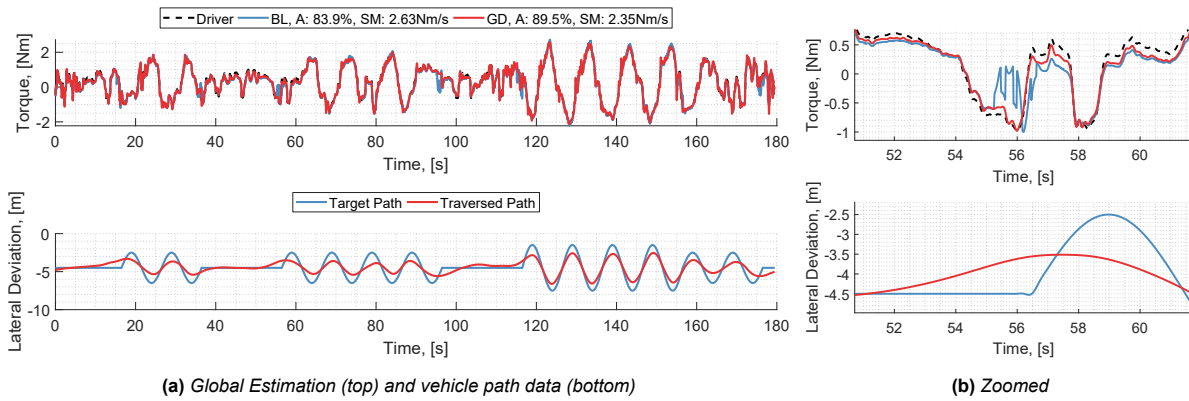 Driver BL, A: 83.9%, SM: 2.63Nm/s GD, A: 89.5%, SM: 2.35Nm/s
Torque, [Nm]
2
0
-2
0 20 40 60 80 100 120 140 160 180
Time, [s]
Target Path Traversed Path
Lateral Deviation, [m]
0
-5
-10
0 20 40 60 80 100 120 140 160 180
Time, [s]
(a) Global Estimation (top) and vehicle path data (bottom)
Torque, [Nm]
0.5
0
-0.5
-1
52 54 56 58 60
Time, [s]
Lateral Deviation, [m]
-2.5
-3
-3.5
-4
-4.5
52 54 56 58 60
Time, [s]
(b) Zoomed